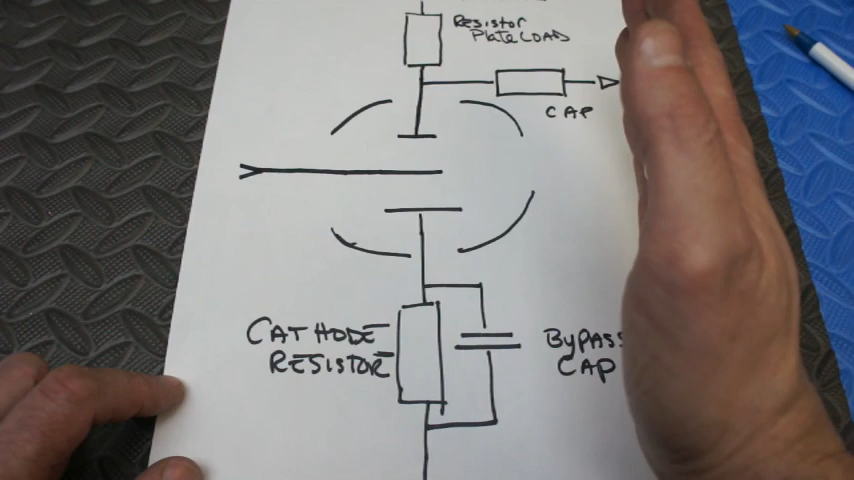 Resistor
Plate LOAD
CAP
CATHODE
RESISTOR
BYPASS
CAP